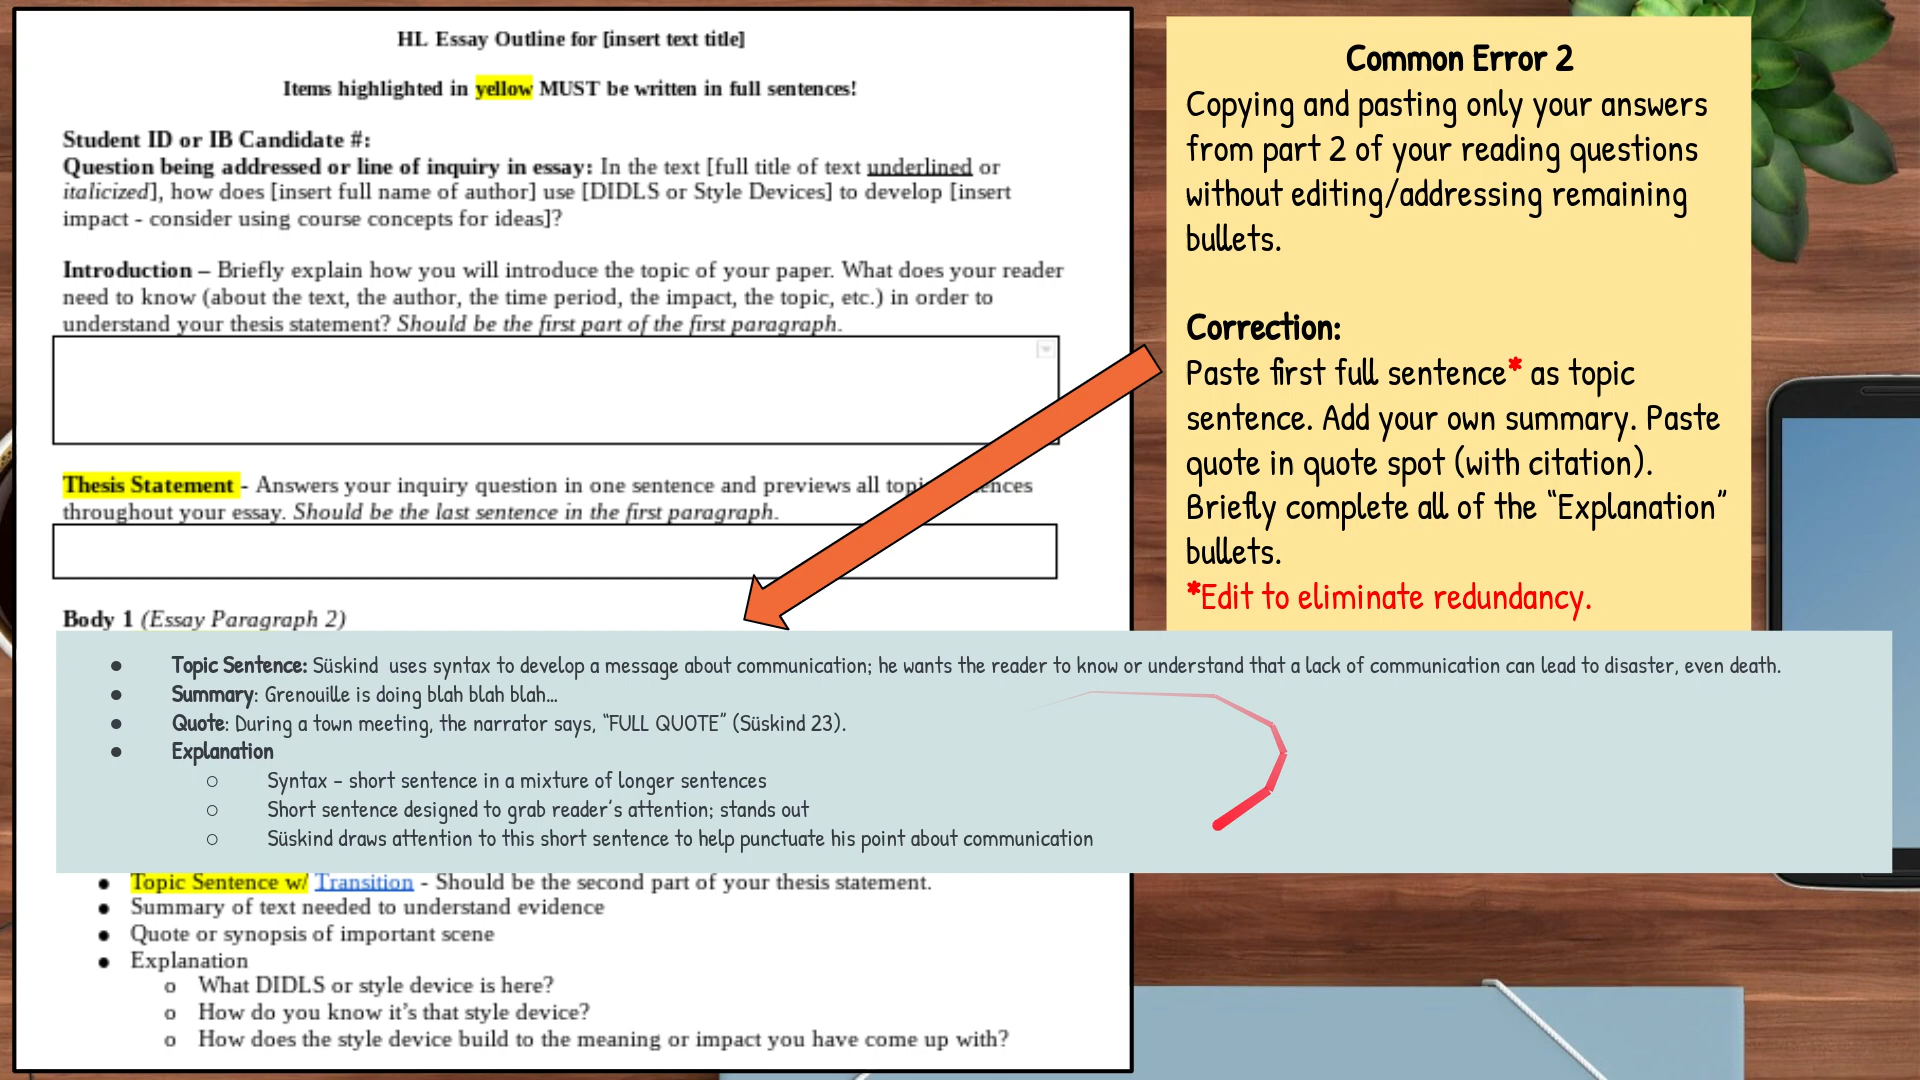 HL Essay Outline for [insert text title]
Items highlighted in yellow MUST be written in full sentences!
Student ID or IB Candidate #:
Question being addressed or line of inquiry in essay: In the text [full title of text underlined or
italicized], how does [insert full name of author] use [DIDLS or Style Devices] to develop [insert
impact - consider using course concepts for ideas]?
Introduction – Briefly explain how you will introduce the topic of your paper. What does your reader
need to know (about the text, the author, the time period, the impact, the topic, etc.) in order to
understand your thesis statement? Should be the first part of the first paragraph.
Thesis Statement - Answers your inquiry question in one sentence and previews all
throughout your essay. Should be the last sentence in the first paragraph.
Body 1 (Essay Paragraph 2)
● Topic Sentence: Süskind uses syntax to develop a message about communication; he wants the reader to know or understand that a lack of communication can lead to disaster, even death.
● Summary: Grenouille is doing blah blah blah...
● Quote: During a town meeting, the narrator says, “FULL QUOTE” (Süskind 23).
● Explanation
○ Syntax – short sentence in a mixture of longer sentences
○ Short sentence designed to grab reader’s attention; stands out
○ Süskind draws attention to this short sentence to help punctuate his point about communication
● Topic Sentence w/ Transition - Should be the second part of your thesis statement.
● Summary of text needed to understand evidence
● Quote or synopsis of important scene
● Explanation
o What DIDLS or style device is here?
o How do you know it’s that style device?
o How does the style device build to the meaning or impact you have come up with?
Common Error 2
Copying and pasting only your answers
from part 2 of your reading questions
without editing/addressing remaining
bullets.
Correction:
Paste first full sentence* as topic
sentence. Add your own summary. Paste
quote in quote spot (with citation).
Briefly complete all of the “Explanation”
bullets.
*Edit to eliminate redundancy.